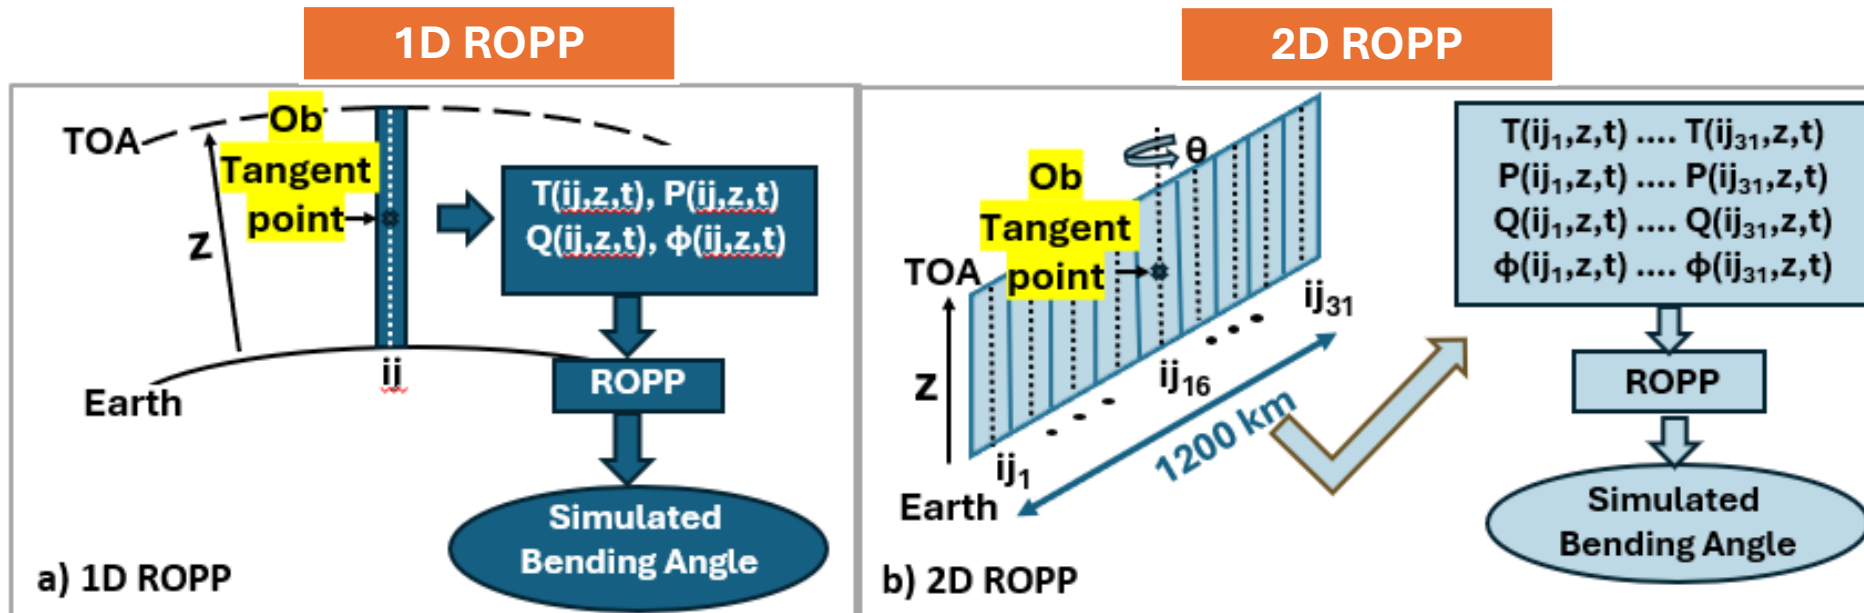 1D ROPP
TOA
Ob
Tangent
point
Z
ij
Earth
T(ij,z,t), P(ij,z,t)
Q(ij,z,t), ϕ(ij,z,t)
ROPP
Simulated
Bending Angle
a) 1D ROPP
2D ROPP
θ
Ob
Tangent
point
TOA
Z
ij₁
ij₁₆
ij₃₁
1200 km
Earth
T(ij₁,z,t) .... T(ij₃₁,z,t)
P(ij₁,z,t) .... P(ij₃₁,z,t)
Q(ij₁,z,t) .... Q(ij₃₁,z,t)
ϕ(ij₁,z,t) .... ϕ(ij₃₁,z,t)
ROPP
Simulated
Bending Angle
b) 2D ROPP